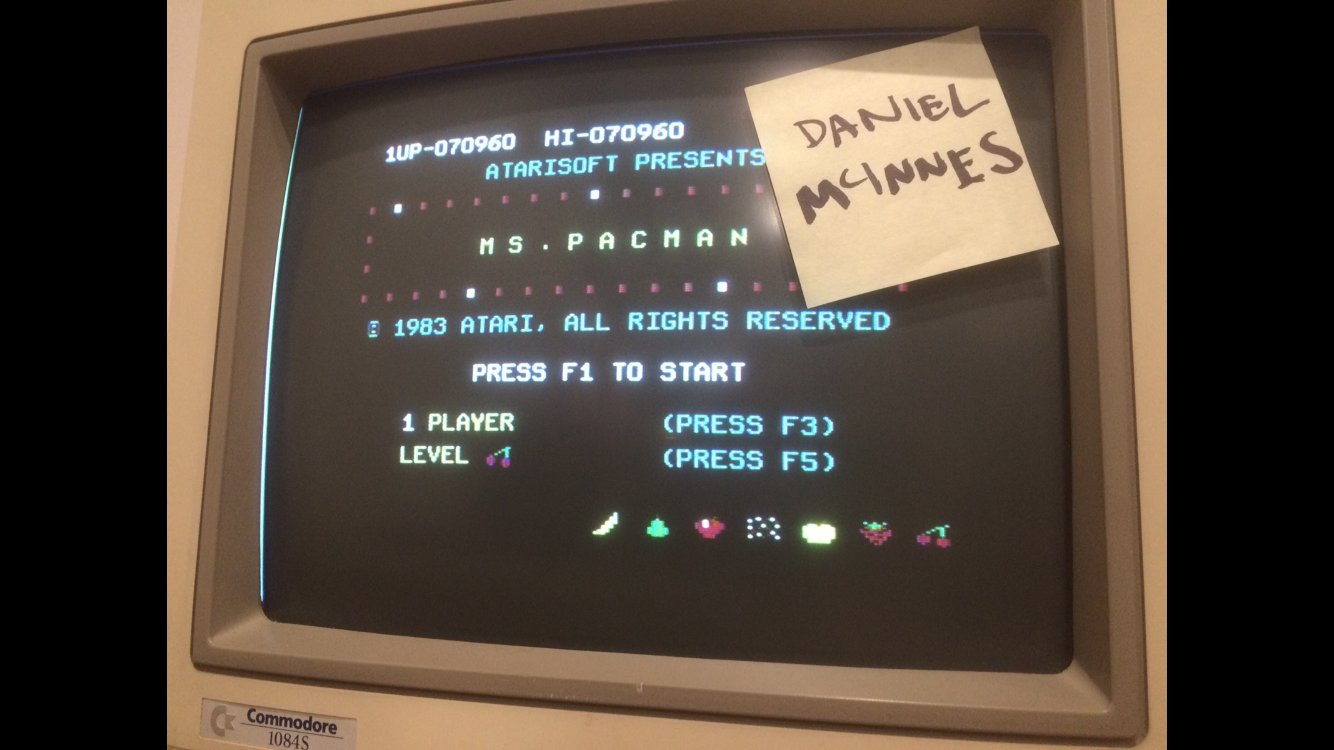 1UP-070960 HI-070960
ATARISOFT PRESENTS
MS.PACMAN
© 1983 ATARI, ALL RIGHTS RESERVED
PRESS F1 TO START
1 PLAYER (PRESS F3)
LEVEL (PRESS F5)
DANIEL
McINNES
Commodore
1084S